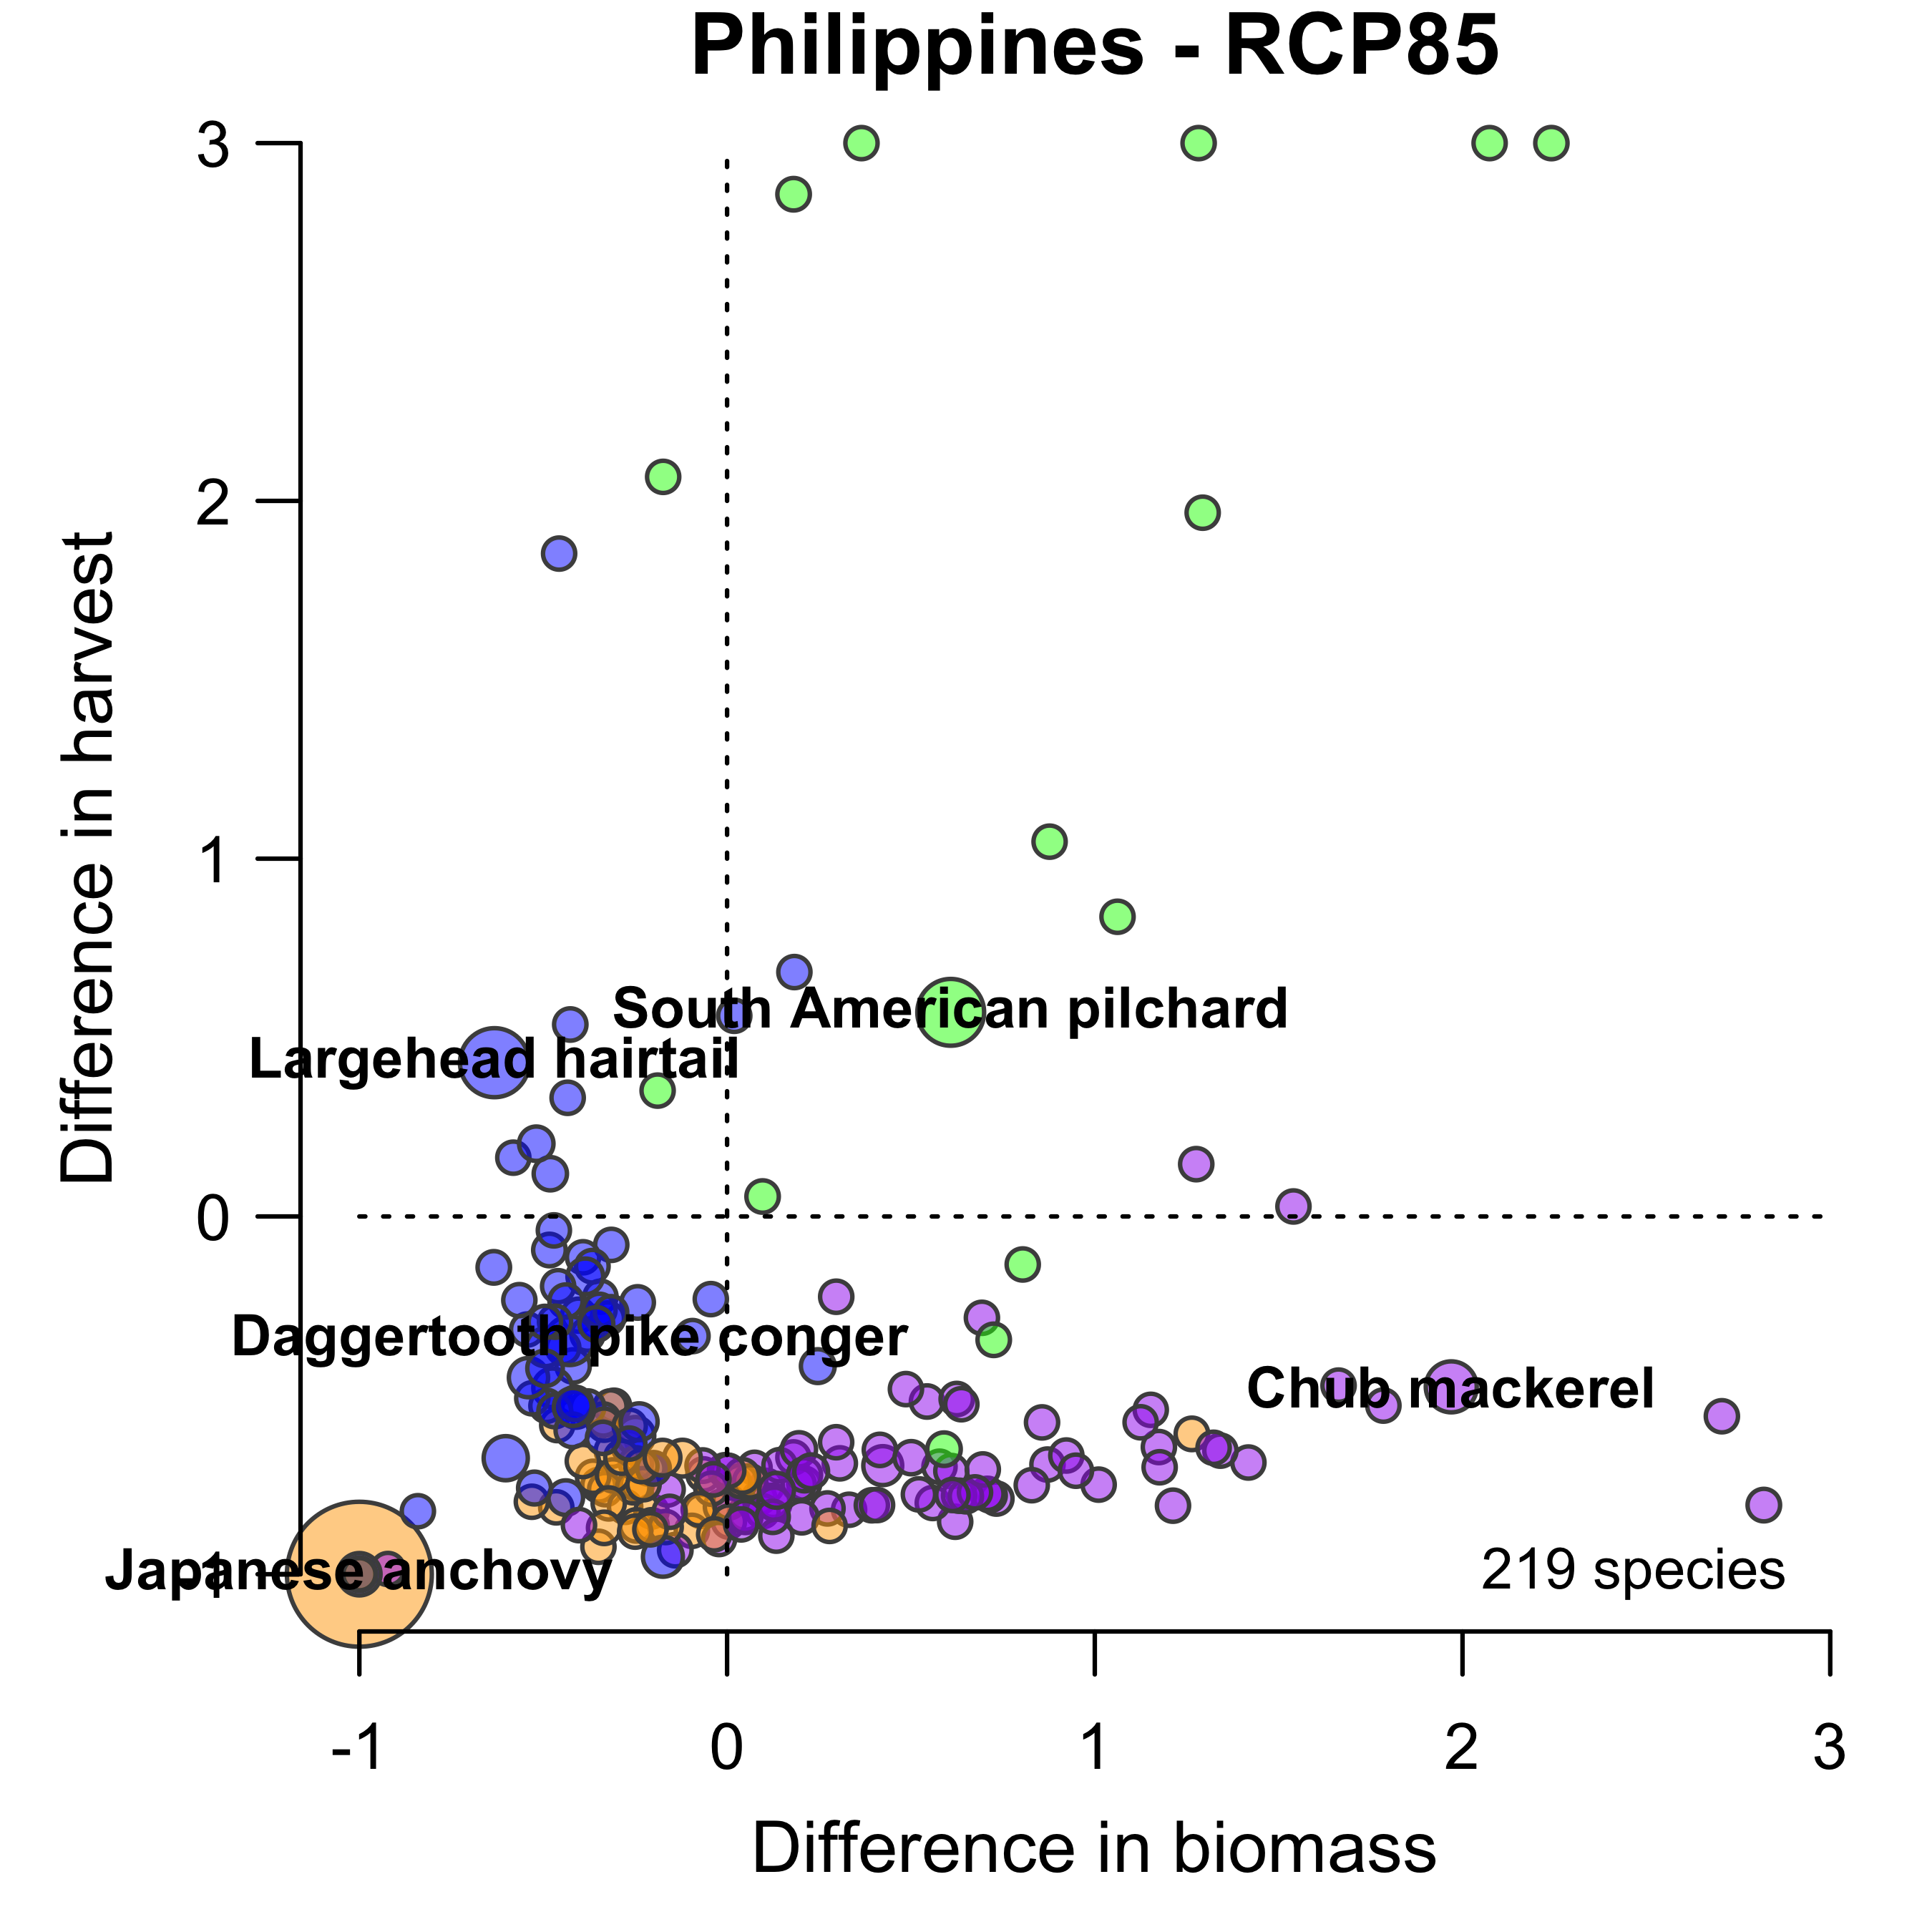 Philippines - RCP85
3
2
1
0
-1
Difference in harvest
South American pilchard
Largehead hairtail
Daggertooth pike conger
Chub mackerel
Japanese anchovy
219 species
-1
0
1
2
3
Difference in biomass